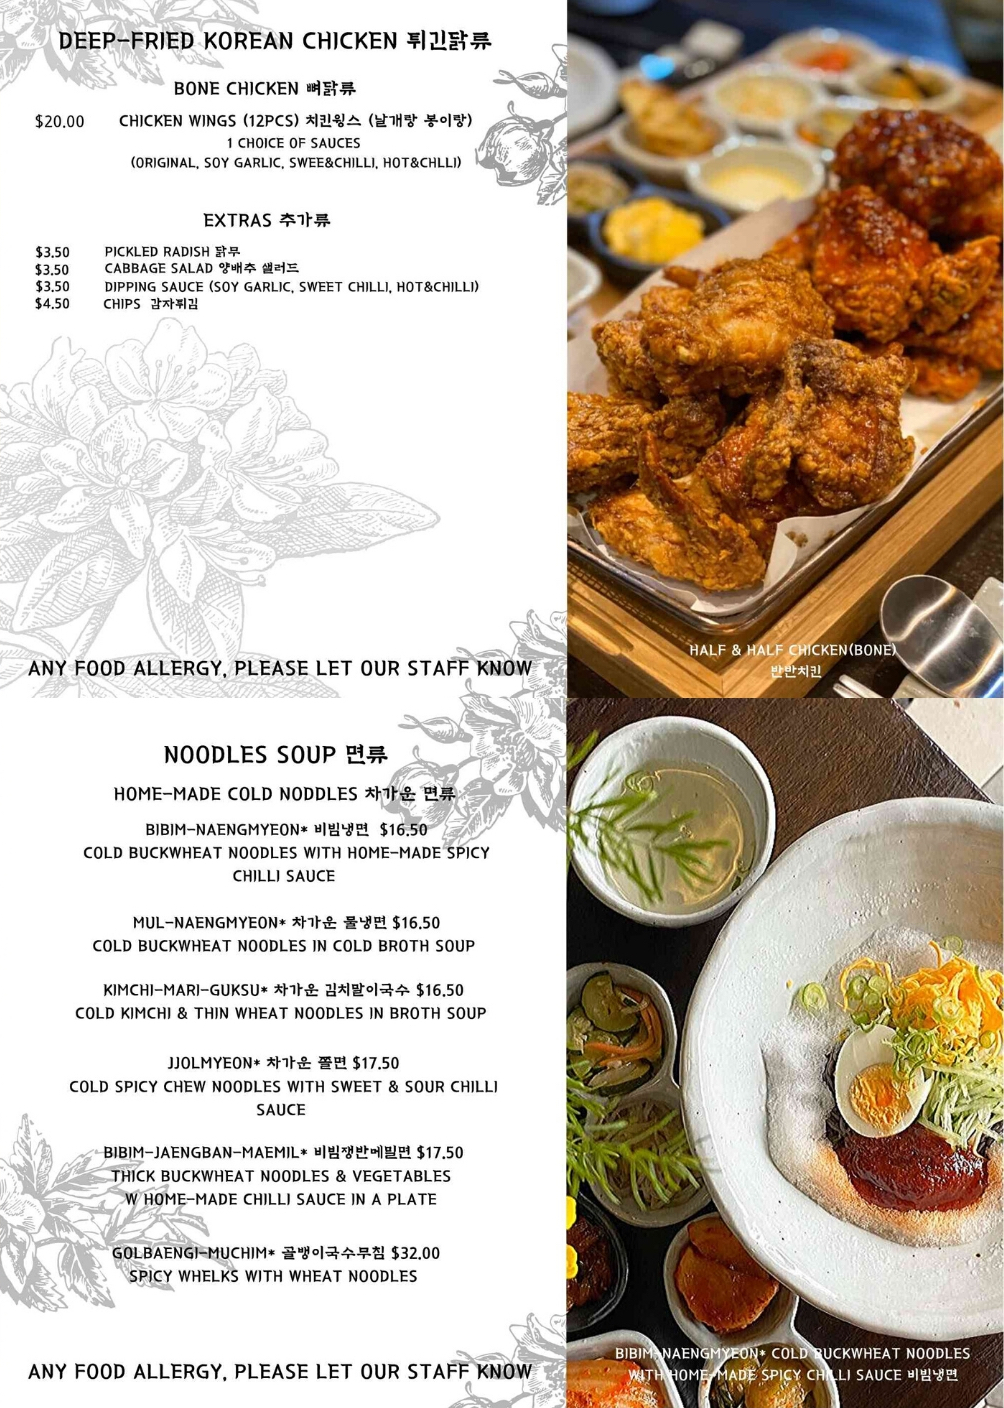 DEEP-FRIED KOREAN CHICKEN 튀긴닭류
BONE CHICKEN 뼈닭류
$20.00 CHICKEN WINGS (12PCS) 치킨윙스 (날개랑 봉이랑)
1 CHOICE OF SAUCES
(ORIGINAL, SOY GARLIC, SWEE&CHILLI, HOT&CHLLI)
EXTRAS 추가류
$3.50 PICKLED RADISH 닭무
$3.50 CABBAGE SALAD 양배추 샐러드
$3.50 DIPPING SAUCE (SOY GARLIC, SWEET CHILLI, HOT&CHILLI)
$4.50 CHIPS 감자튀김
ANY FOOD ALLERGY, PLEASE LET OUR STAFF KNOW
HALF & HALF CHICKEN(BONE)
반반치킨
NOODLES SOUP 면류
HOME-MADE COLD NODDLES 차가운 면류
BIBIM-NAENGMYEON* 비빔냉면 $16.50
COLD BUCKWHEAT NOODLES WITH HOME-MADE SPICY
CHILLI SAUCE
MUL-NAENGMYEON* 차가운 물냉면 $16.50
COLD BUCKWHEAT NOODLES IN COLD BROTH SOUP
KIMCHI-MARI-GUKSU* 차가운 김치말이국수 $16.50
COLD KIMCHI & THIN WHEAT NOODLES IN BROTH SOUP
JJOLMYEON* 차가운 쫄면 $17.50
COLD SPICY CHEW NOODLES WITH SWEET & SOUR CHILLI
SAUCE
BIBIM-JAENGBAN-MAEMIL* 비빔쟁반메밀면 $17.50
THICK BUCKWHEAT NOODLES & VEGETABLES
W HOME-MADE CHILLI SAUCE IN A PLATE
GOLBAENGI-MUCHIM* 골뱅이국수무침 $32.00
SPICY WHELKS WITH WHEAT NOODLES
ANY FOOD ALLERGY, PLEASE LET OUR STAFF KNOW
BIBIM-NAENGMYEON* COLD BUCKWHEAT NOODLES
WITH HOME-MADE SPICY CHILLI SAUCE 비빔냉면